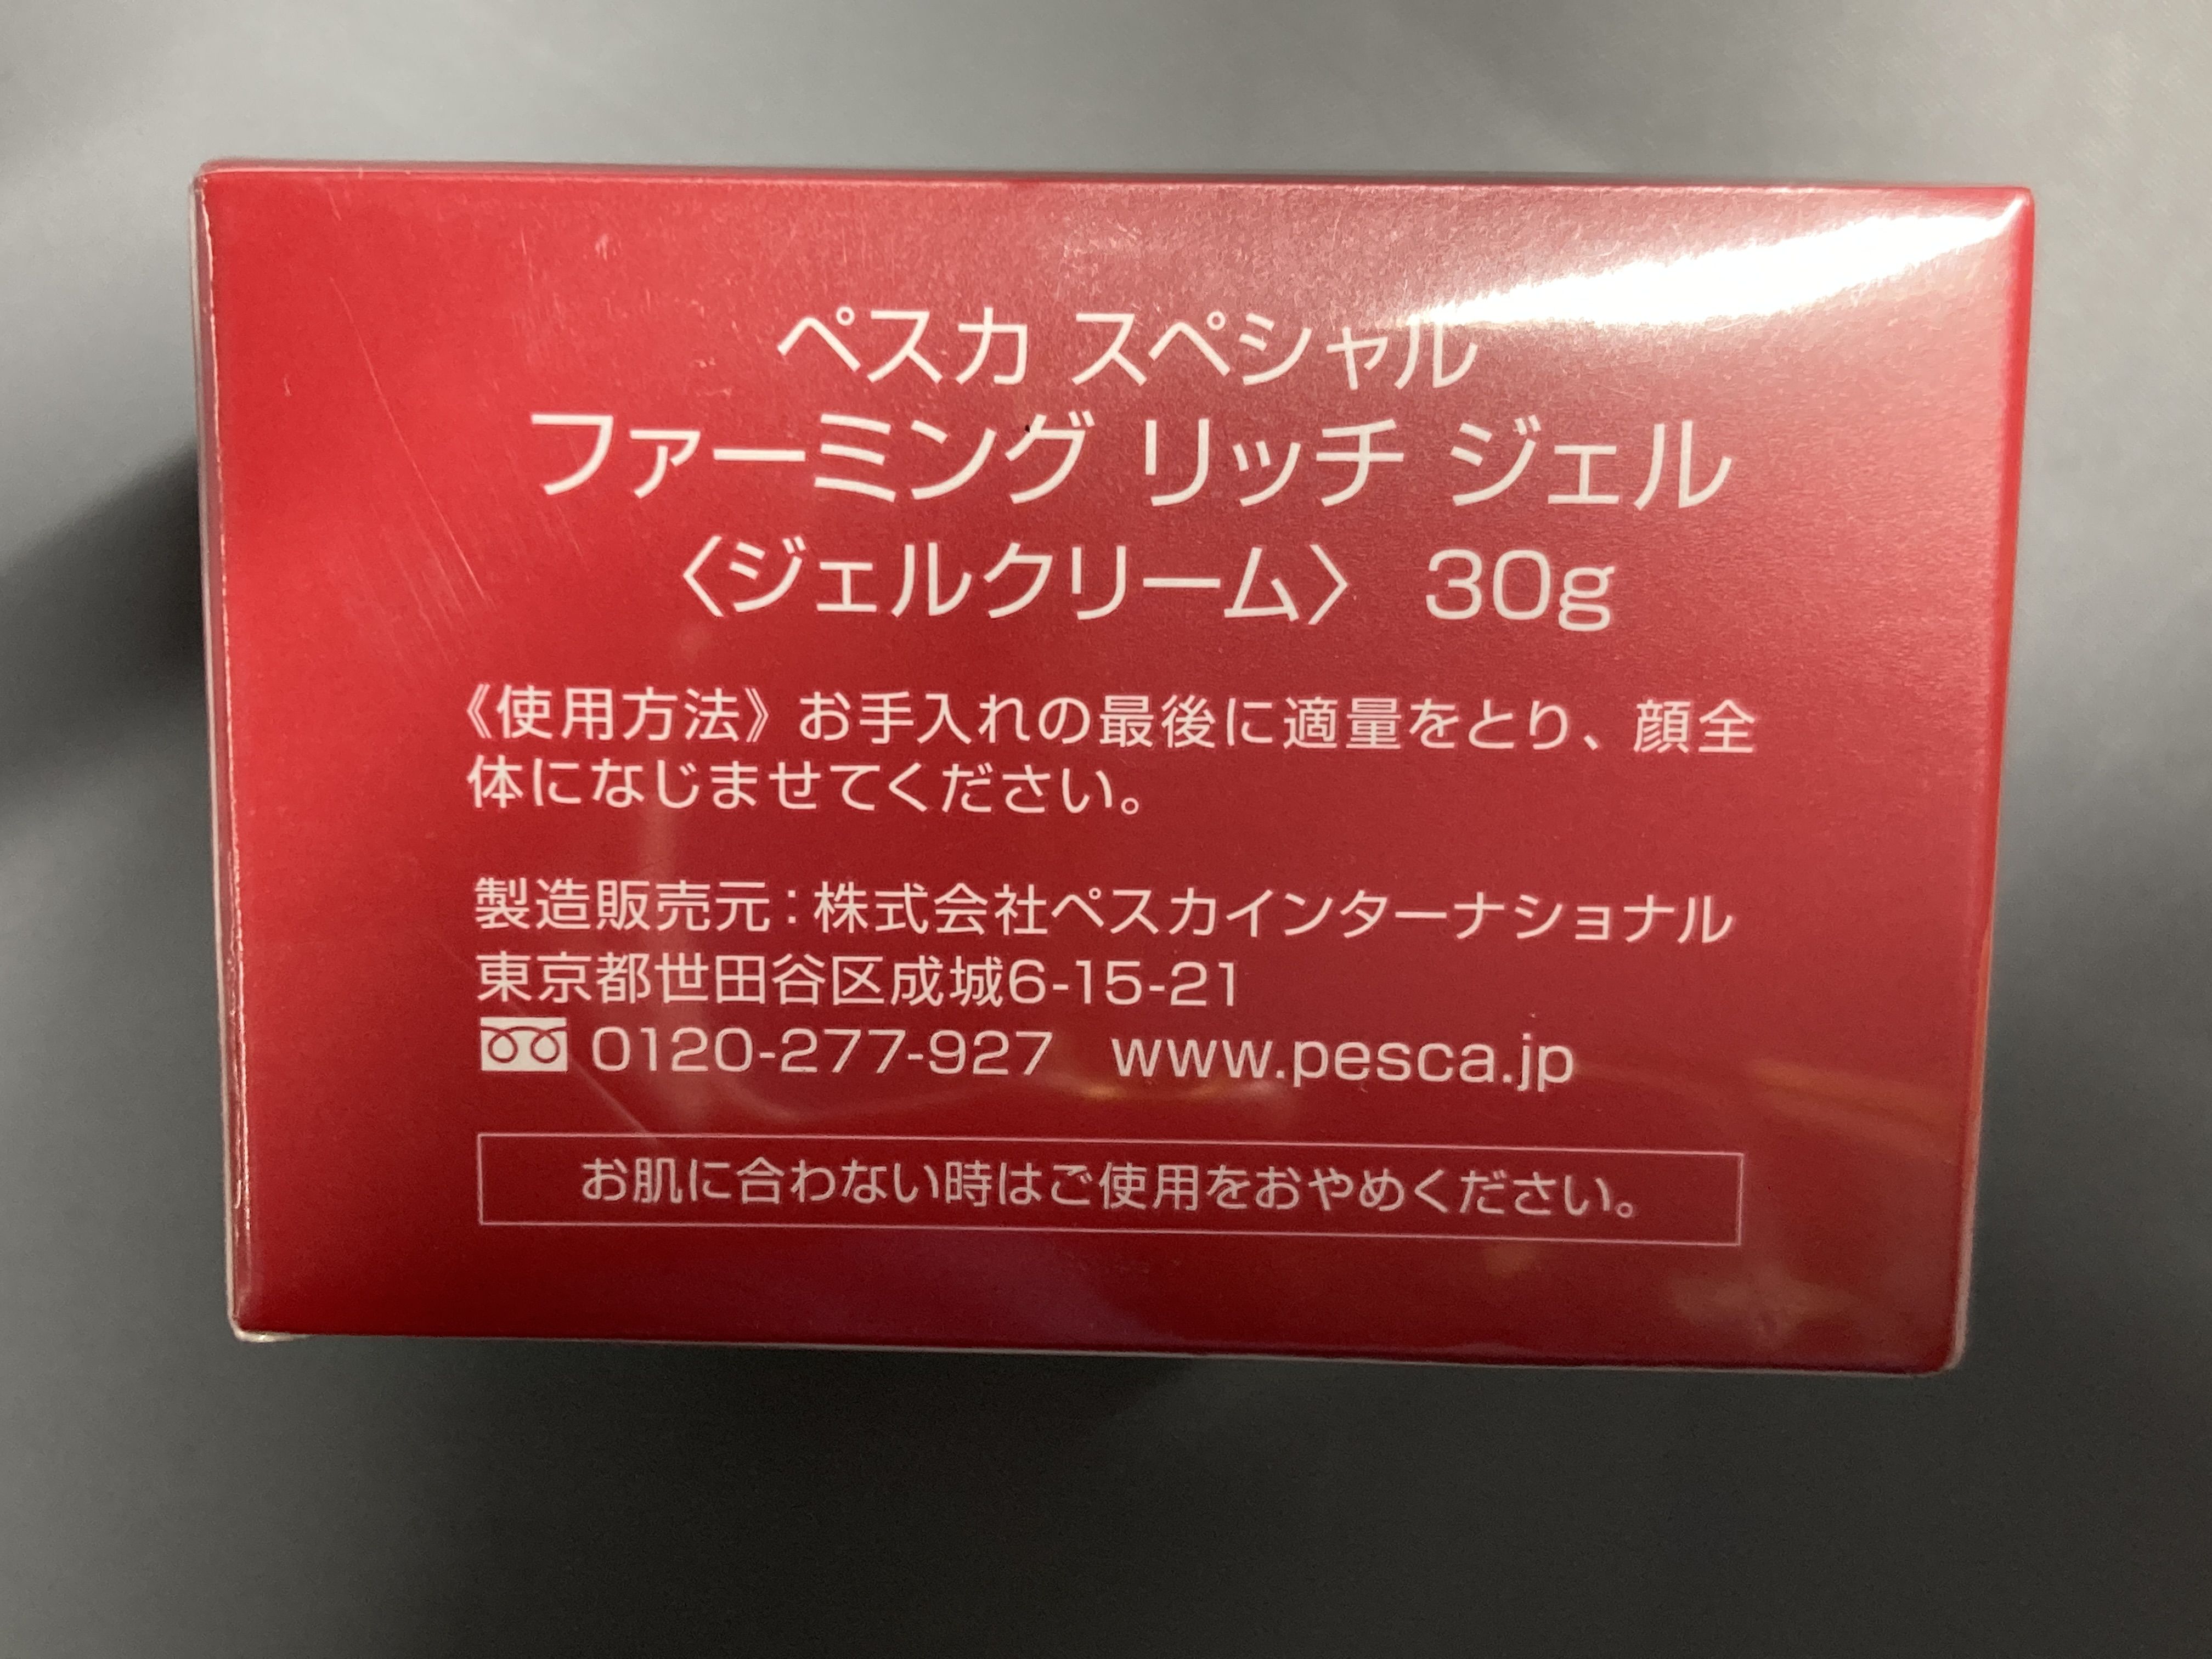 ペスカ スペシャル
ファーミング リッチ ジェル
〈ジェルクリーム〉 30g
《使用方法》お手入れの最後に適量をとり、顔全
体になじませてください。
製造販売元：株式会社ペスカインターナショナル
東京都世田谷区成城6-15-21
0120-277-927 www.pesca.jp
お肌に合わない時はご使用をおやめください。